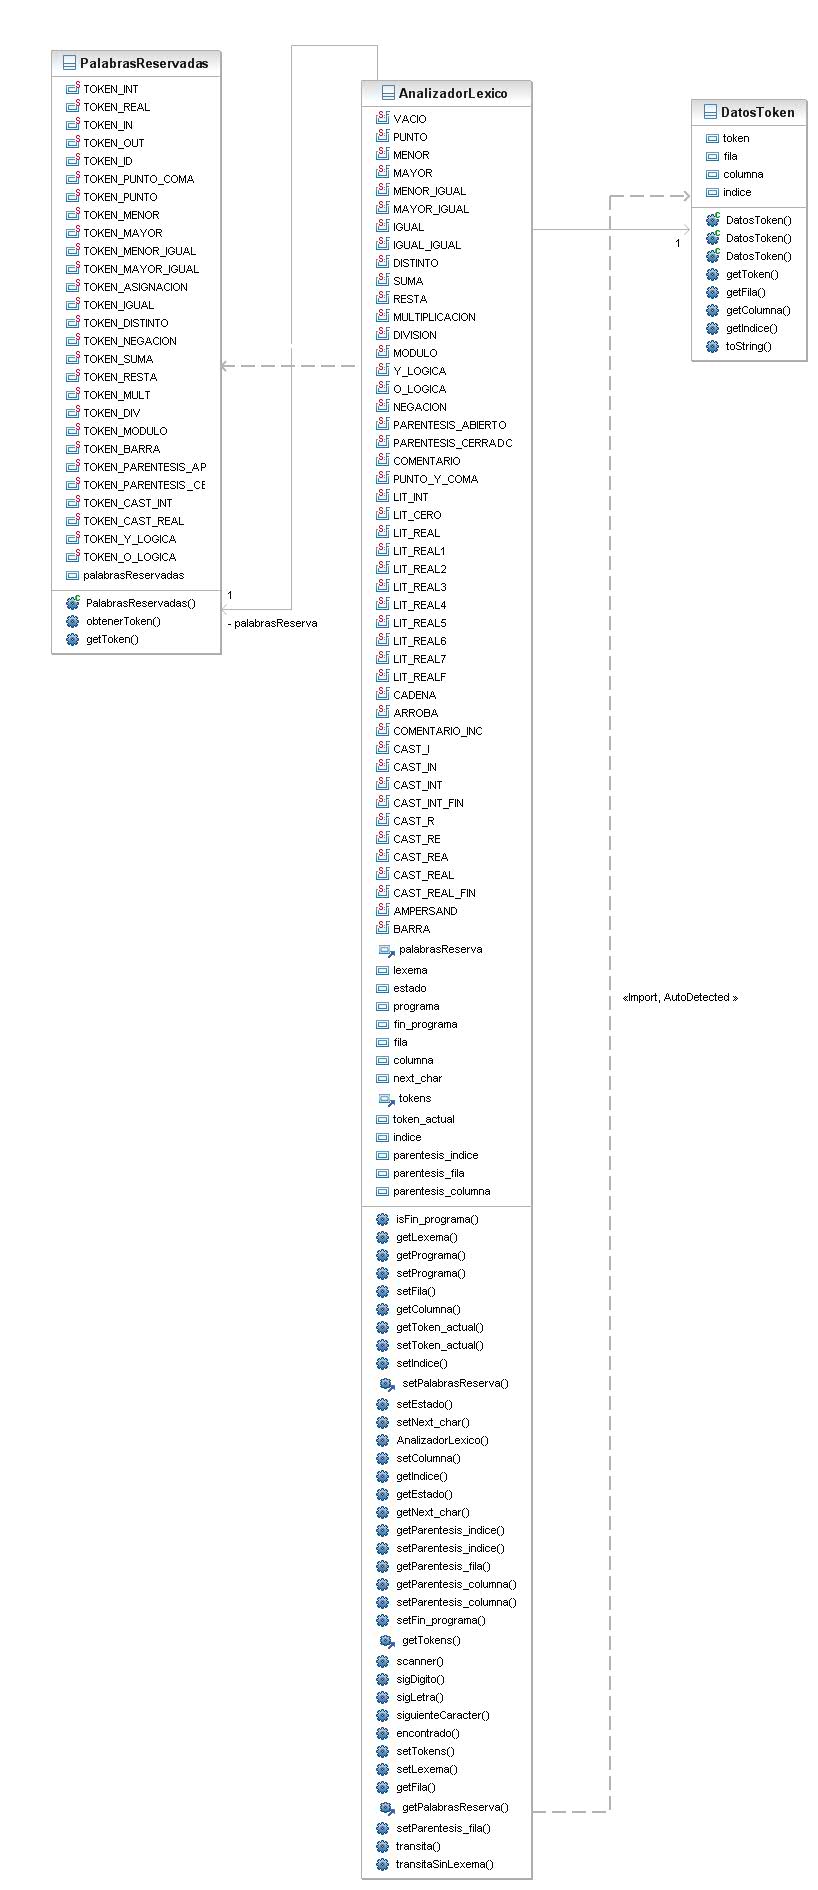 PalabrasReservadas
TOKEN_INT
TOKEN_REAL
TOKEN_IN
TOKEN_OUT
TOKEN_ID
TOKEN_PUNTO_COMA
TOKEN_PUNTO
TOKEN_MENOR
TOKEN_MAYOR
TOKEN_MENOR_IGUAL
TOKEN_MAYOR_IGUAL
TOKEN_ASIGNACION
TOKEN_IGUAL
TOKEN_DISTINTO
TOKEN_NEGACION
TOKEN_SUMA
TOKEN_RESTA
TOKEN_MULT
TOKEN_DIV
TOKEN_MODULO
TOKEN_BARRA
TOKEN_PARENTESIS_AP
TOKEN_PARENTESIS_CE
TOKEN_CAST_INT
TOKEN_CAST_REAL
TOKEN_Y_LOGICA
TOKEN_O_LOGICA
palabrasReservadas
PalabrasReservadas()
obtenerToken()
getToken()
1
- palabrasReserva
AnalizadorLexico
VACIO
PUNTO
MENOR
MAYOR
MENOR_IGUAL
MAYOR_IGUAL
IGUAL
IGUAL_IGUAL
DISTINTO
SUMA
RESTA
MULTIPLICACION
DIVISION
MODULO
Y_LOGICA
O_LOGICA
NEGACION
PARENTESIS_ABIERTO
PARENTESIS_CERRADO
COMENTARIO
PUNTO_Y_COMA
LIT_INT
LIT_CERO
LIT_REAL
LIT_REAL1
LIT_REAL2
LIT_REAL3
LIT_REAL4
LIT_REAL5
LIT_REAL6
LIT_REAL7
LIT_REALF
CADENA
ARROBA
COMENTARIO_INC
CAST_I
CAST_IN
CAST_INT
CAST_INT_FIN
CAST_R
CAST_RE
CAST_REA
CAST_REAL
CAST_REAL_FIN
AMPERSAND
BARRA
palabrasReserva
lexema
estado
programa
fin_programa
fila
columna
next_char
tokens
token_actual
indice
parentesis_indice
parentesis_fila
parentesis_columna
isFin_programa()
getLexema()
getPrograma()
setPrograma()
setFila()
getColumna()
getToken_actual()
setToken_actual()
setIndice()
setPalabrasReserva()
setEstado()
setNext_char()
AnalizadorLexico()
setColumna()
getIndice()
getEstado()
getNext_char()
getParentesis_indice()
setParentesis_indice()
getParentesis_fila()
getParentesis_columna()
setParentesis_columna()
setFin_programa()
getTokens()
scanner()
sigDigito()
sigLetra()
siguienteCaracter()
encontrado()
setTokens()
setLexema()
getFila()
getPalabrasReserva()
setParentesis_fila()
transita()
transitaSinLexema()
DatosToken
token
fila
columna
indice
DatosToken()
DatosToken()
DatosToken()
getToken()
getFila()
getColumna()
getIndice()
toString()
1
«Import, AutoDetected »